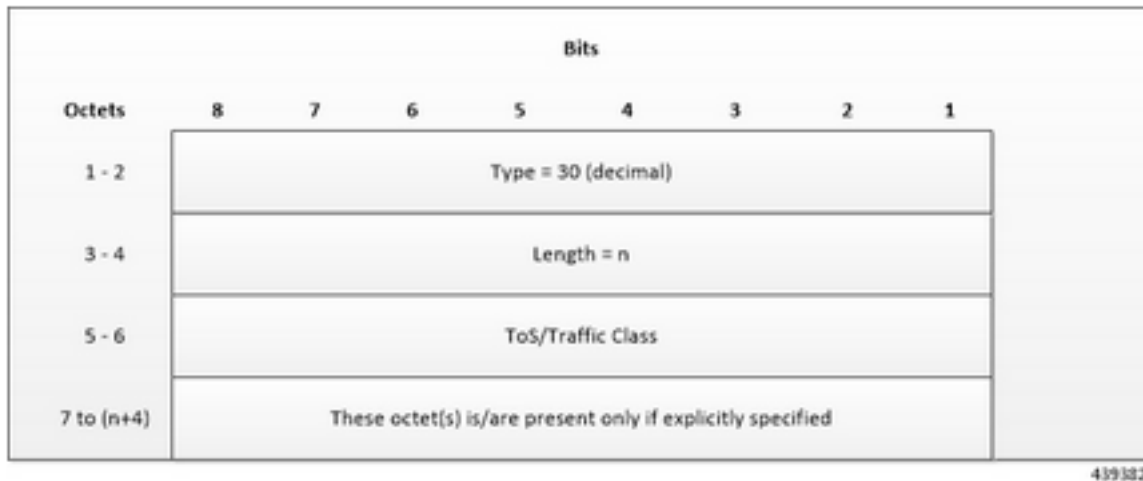 Bits
Octets 8 7 6 5 4 3 2 1
1 - 2 Type = 30 (decimal)
3 - 4 Length = n
5 - 6 ToS/Traffic Class
7 to (n+4) These octet(s) is/are present only if explicitly specified
439382